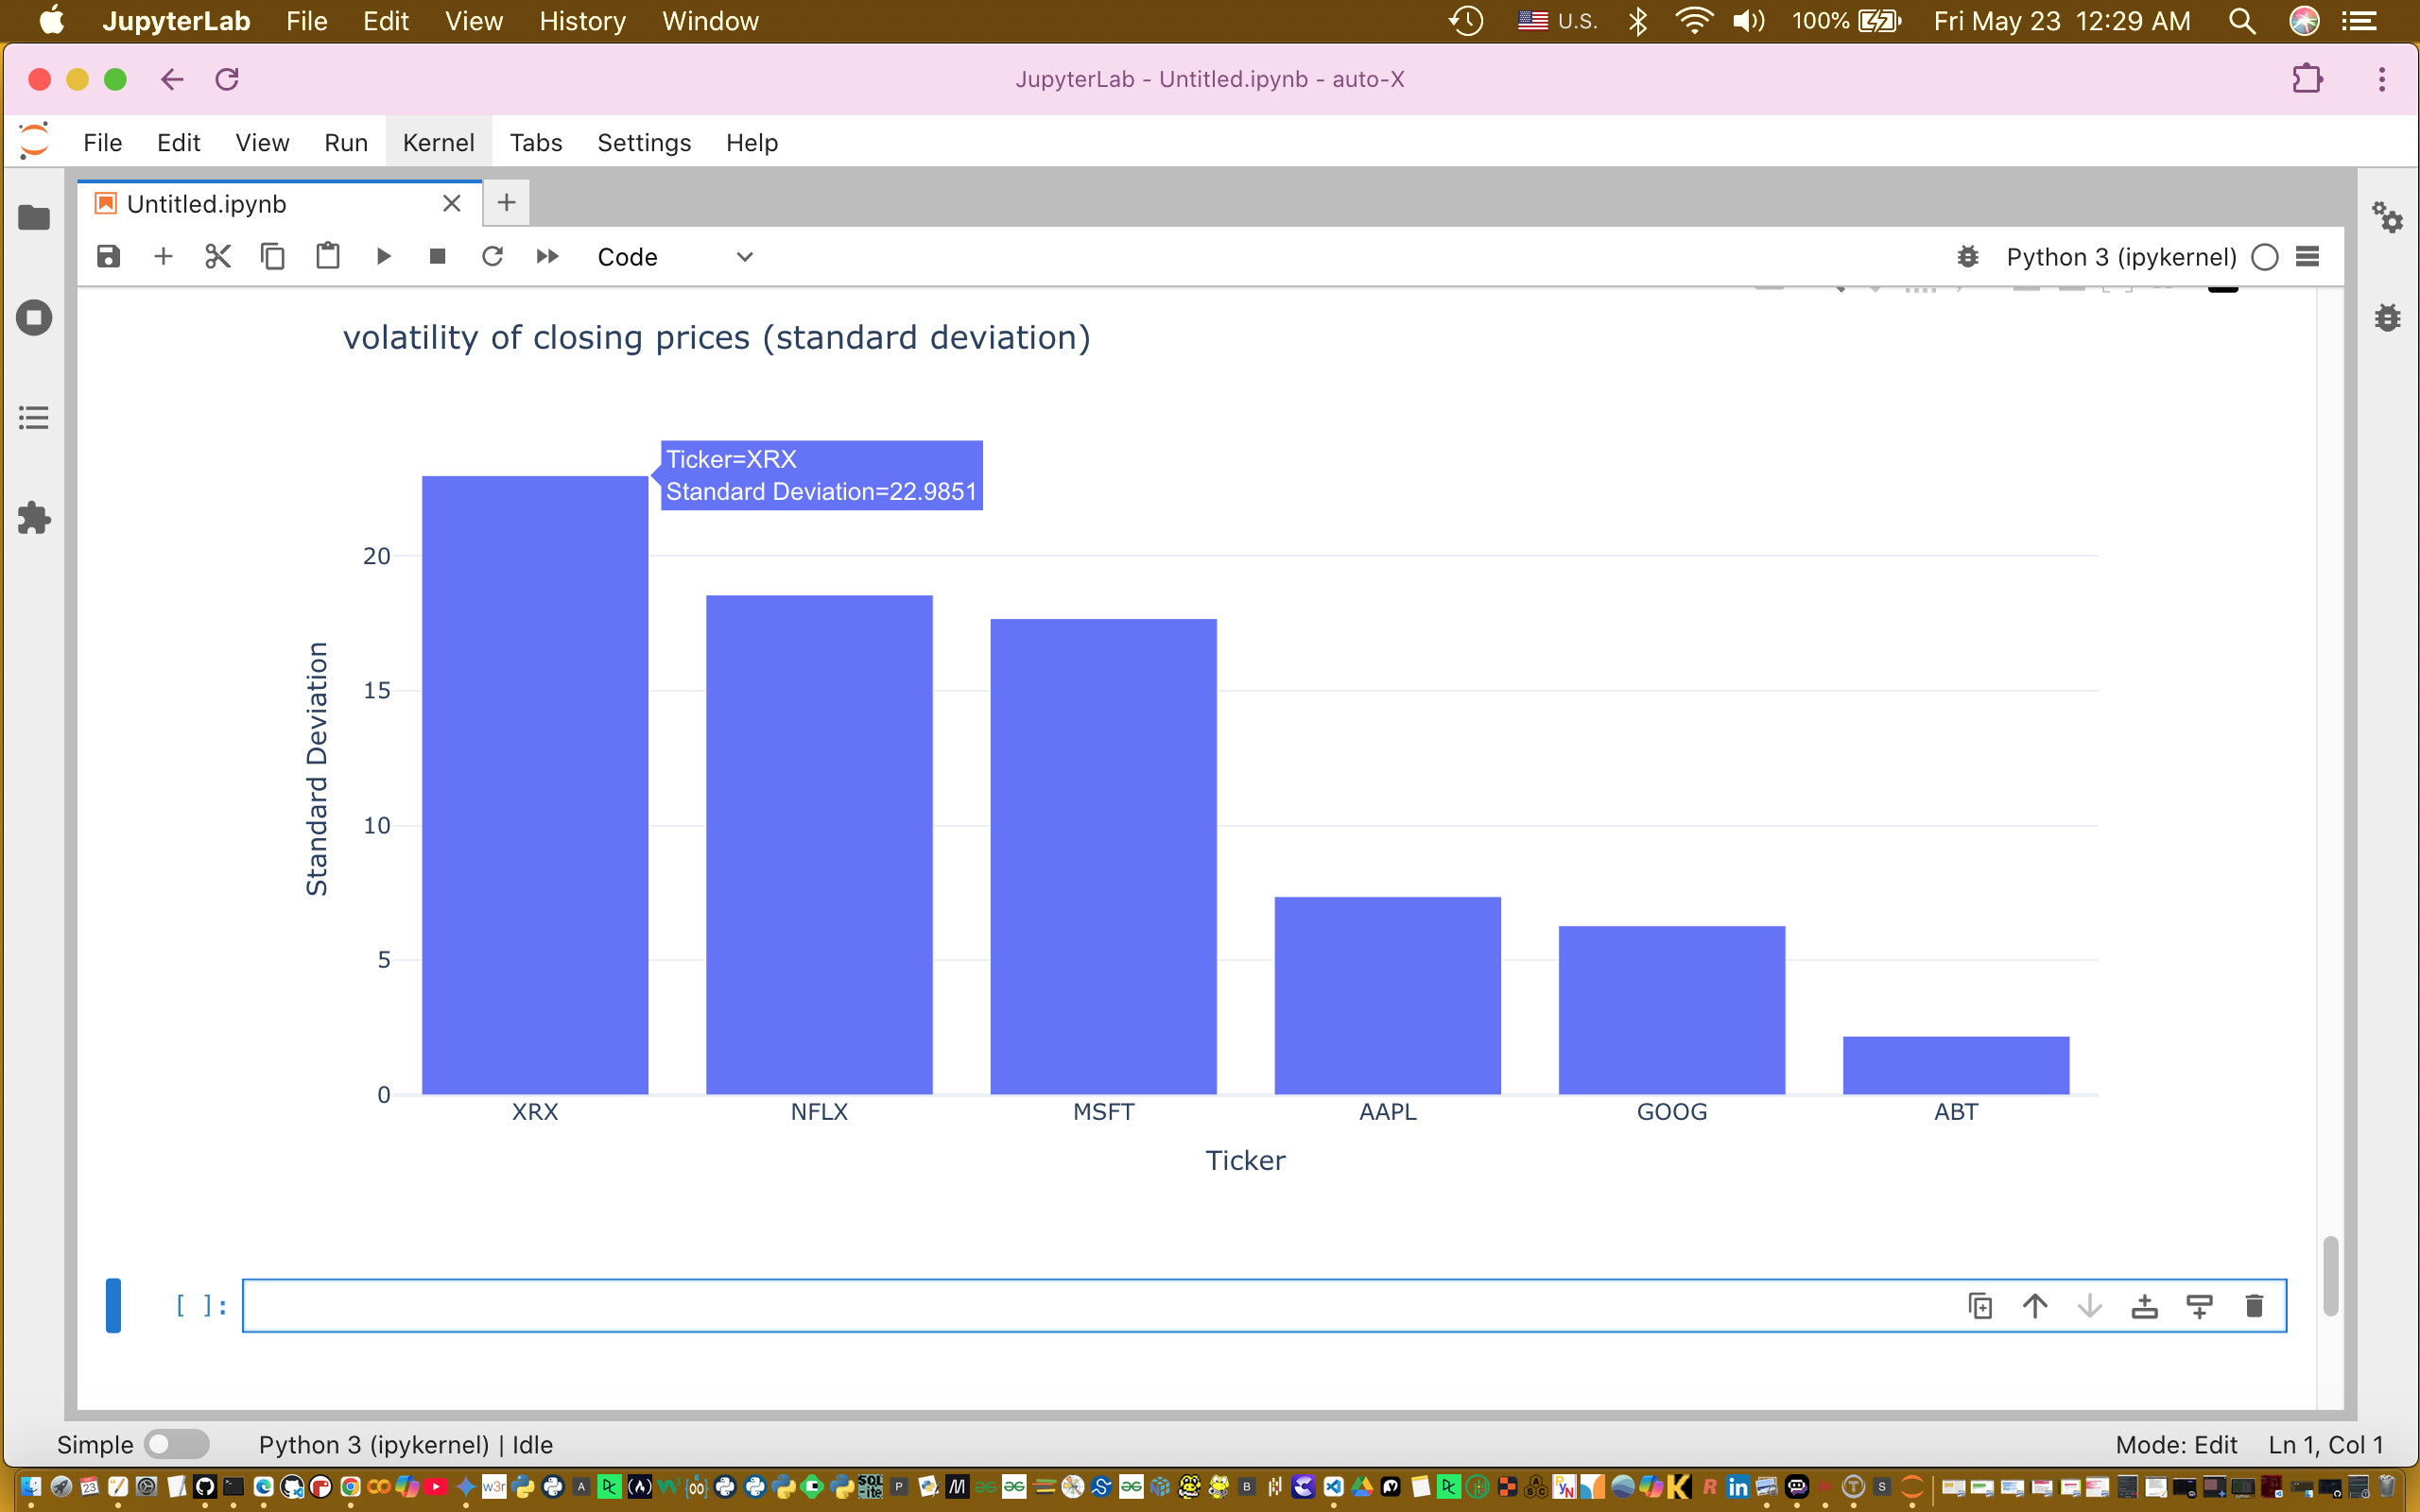 JupyterLab File Edit View History Window U.S. 100% Fri May 23 12:29 AM
JupyterLab - Untitled.ipynb - auto-X
File Edit View Run Kernel Tabs Settings Help
Untitled.ipynb
Code Python 3 (ipykernel)
volatility of closing prices (standard deviation)
Ticker=XRX
Standard Deviation=22.9851
20
15
10
5
0
Standard Deviation
XRX NFLX MSFT AAPL GOOG ABT
Ticker
[ ]:
Simple Python 3 (ipykernel) | Idle Mode: Edit Ln 1, Col 1